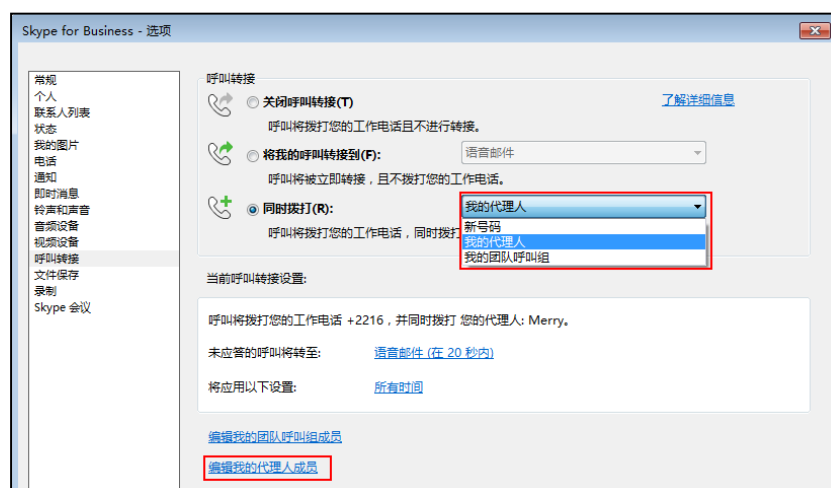 Skype for Business - 选项
常规
个人
联系人列表
状态
我的图片
电话
通知
即时消息
铃声和声音
音频设备
视频设备
呼叫转接
文件保存
录制
Skype 会议
呼叫转接
关闭呼叫转接(T)
了解详细信息
呼叫将拨打您的工作电话且不进行转接。
将我的呼叫转接到(F):
语音邮件
呼叫将被立即转接，且不拨打您的工作电话。
同时拨打(R):
我的代理人
新号码
我的代理人
我的团队呼叫组
呼叫将拨打您的工作电话，同时拨打
当前呼叫转接设置:
呼叫将拨打您的工作电话 +2216，并同时拨打 您的代理人: Merry。
未应答的呼叫将转至: 语音邮件 (在 20 秒内)
将应用以下设置: 所有时间
编辑我的团队呼叫组成员
编辑我的代理人成员